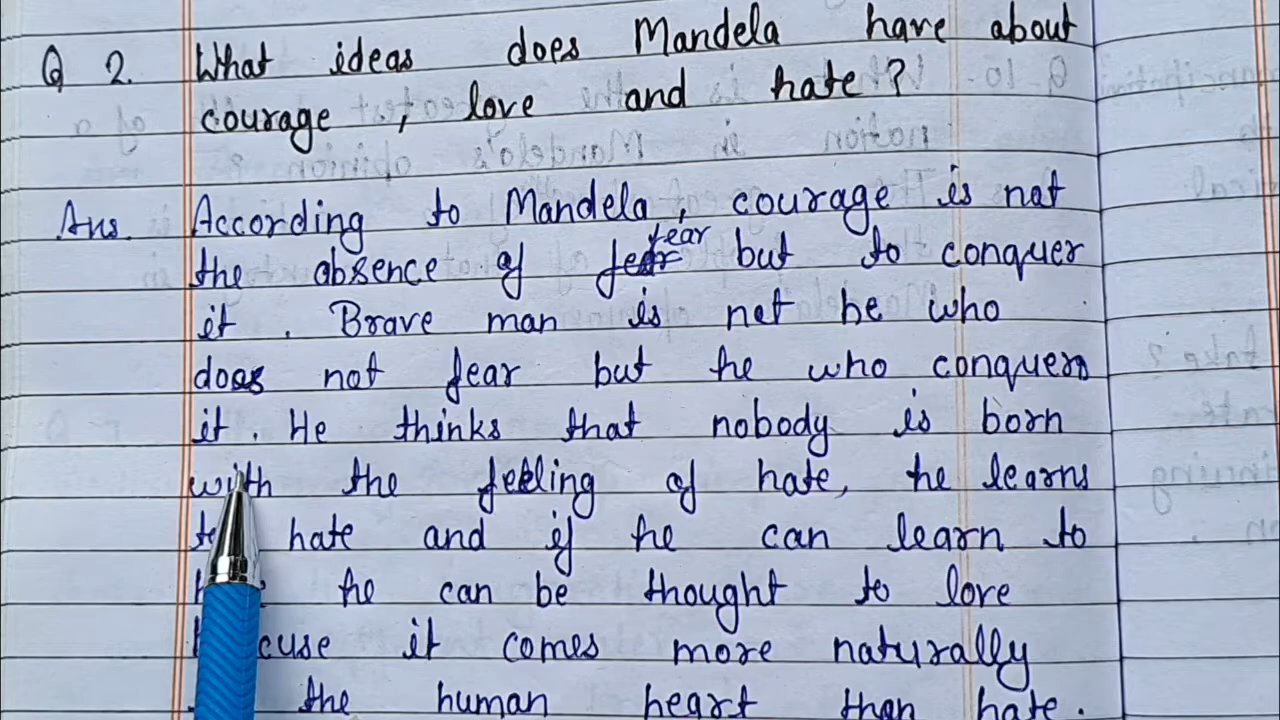 Q 2. What ideas does Mandela have about
courage, love and hate?
Ans. According to Mandela, courage is not
the absence of fear but to conquer
it. Brave man is not he who
does not fear but he who conquers
it. He thinks that nobody is born
with the feeling of hate, he learns
to hate and if he can learn to
he can be thought to love
it comes more naturally
the human heart than hate.